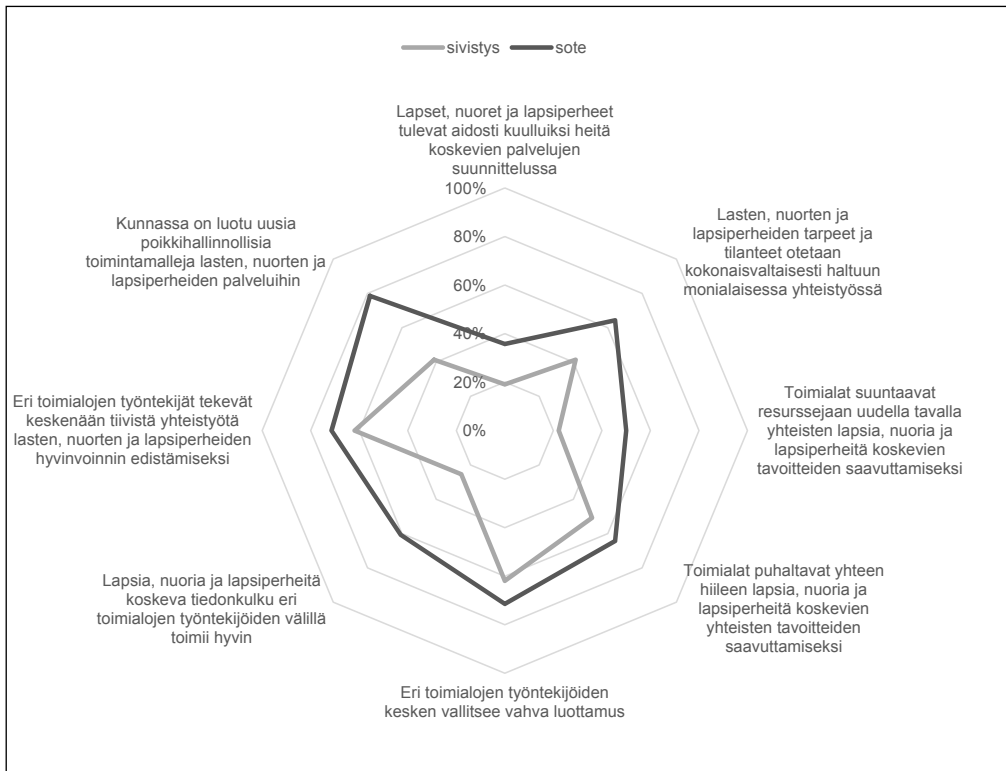 sivistys
sote
Lapset, nuoret ja lapsiperheet
tulevat aidosti kuulluiksi heitä
koskevien palvelujen
suunnittelussa
100%
80%
60%
40%
20%
0%
Lasten, nuorten ja
lapsiperheiden tarpeet ja
tilanteet otetaan
kokonaisvaltaisesti haltuun
monialaisessa yhteistyössä
Toimialat suuntaavat
resurssejaan uudella tavalla
yhteisten lapsia, nuoria ja
lapsiperheitä koskevien
tavoitteiden saavuttamiseksi
Toimialat puhaltavat yhteen
hiileen lapsia, nuoria ja
lapsiperheitä koskevien
yhteisten tavoitteiden
saavuttamiseksi
Eri toimialojen työntekijöiden
kesken vallitsee vahva luottamus
Lapsia, nuoria ja lapsiperheitä
koskeva tiedonkulku eri
toimialojen työntekijöiden välillä
toimii hyvin
Eri toimialojen työntekijät tekevät
keskenään tiivistä yhteistyötä
lasten, nuorten ja lapsiperheiden
hyvinvoinnin edistämiseksi
Kunnassa on luotu uusia
poikkihallinnollisia
toimintamalleja lasten, nuorten ja
lapsiperheiden palveluihin